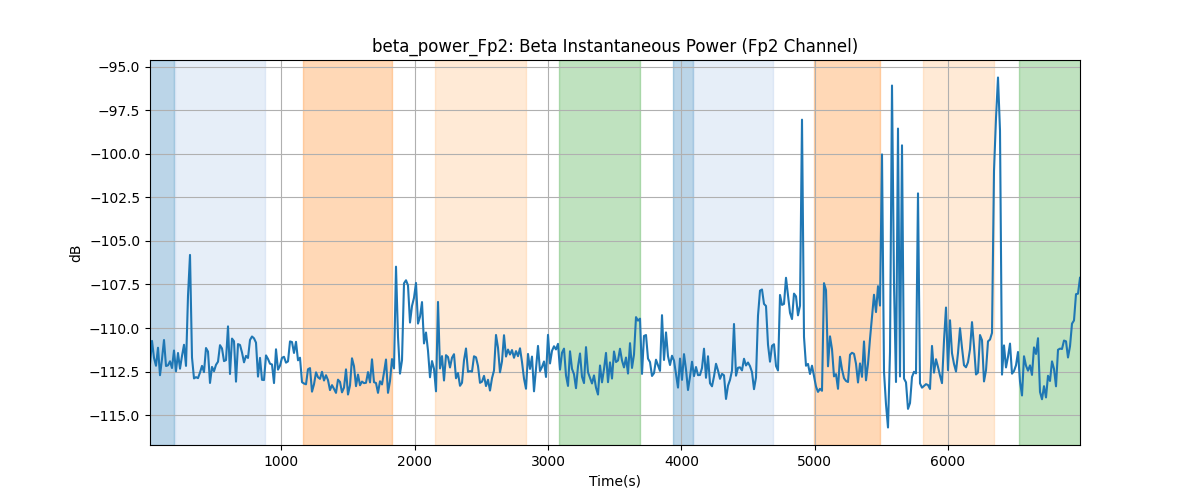 beta_power_Fp2: Beta Instantaneous Power (Fp2 Channel)
−95.0
−97.5
−100.0
−102.5
−105.0
−107.5
−110.0
−112.5
−115.0
dB
1000 2000 3000 4000 5000 6000
Time(s)